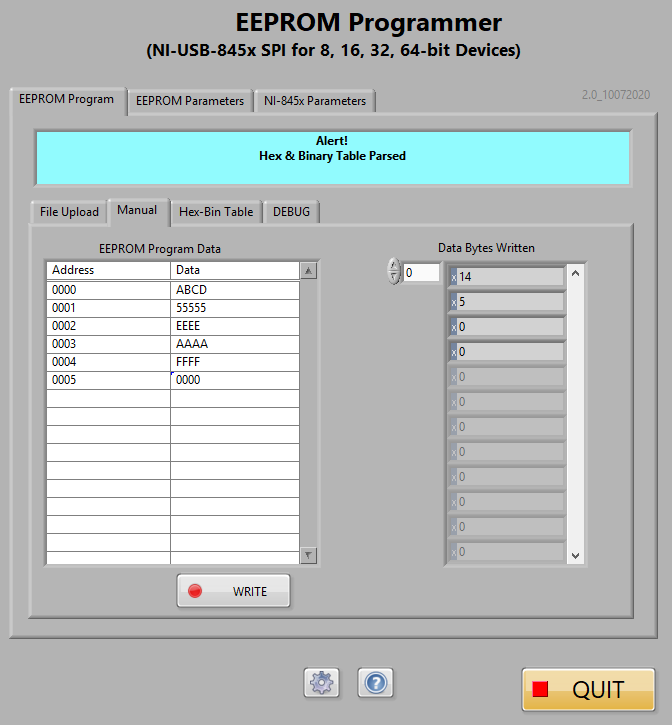 EEPROM Programmer
(NI-USB-845x SPI for 8, 16, 32, 64-bit Devices)
2.0_10072020
EEPROM Program EEPROM Parameters NI-845x Parameters
Alert!
Hex & Binary Table Parsed
File Upload Manual Hex-Bin Table DEBUG
EEPROM Program Data
Address Data
0000 ABCD
0001 55555
0002 EEEE
0003 AAAA
0004 FFFF
0005 0000
WRITE
Data Bytes Written
0
x 14
x 5
x 0
x 0
x 0
x 0
x 0
x 0
x 0
x 0
x 0
x 0
?
QUIT